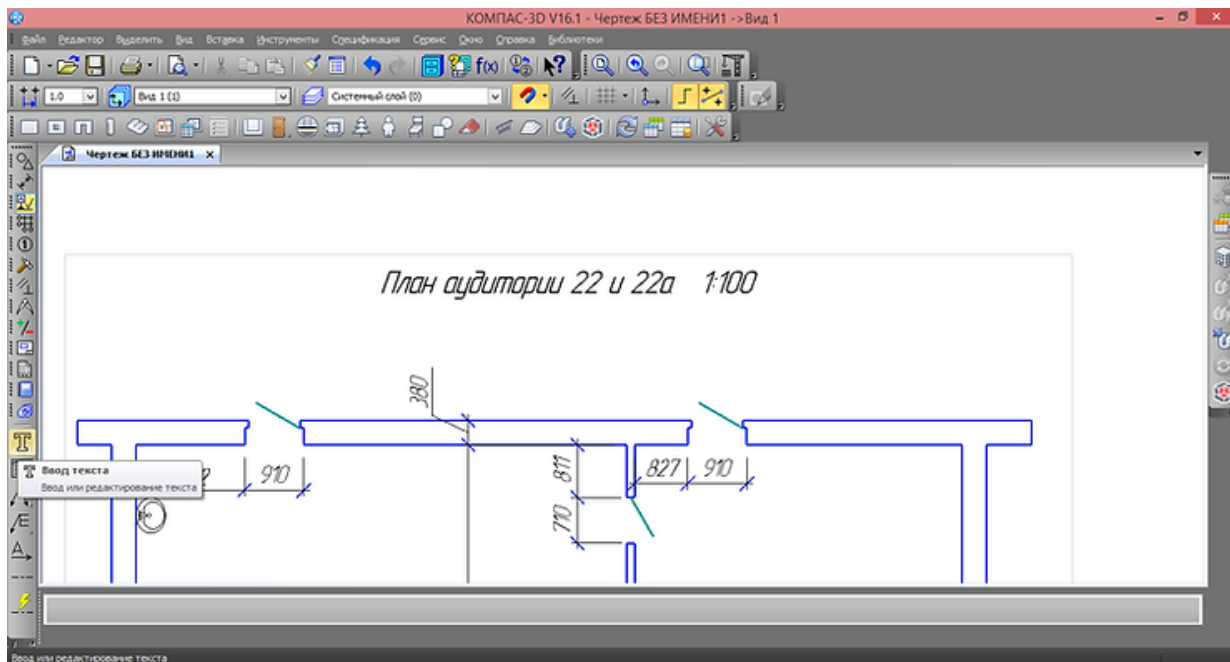 КОМПАС-3D V16.1 - Чертеж БЕЗ ИМЕНИ1 ->Вид 1
Файл Редактор Выделить Вид Вставка Инструменты Спецификация Сервис Окно Справка Библиотеки
f(x)
1.0 Вид 1 (1) Системный слой (0)
Чертеж БЕЗ ИМЕНИ1
План аудитории 22 и 22а 1:100
380
811
827 910
910
710
Ввод текста
Ввод или редактирование текста
Ввод или редактирование текста